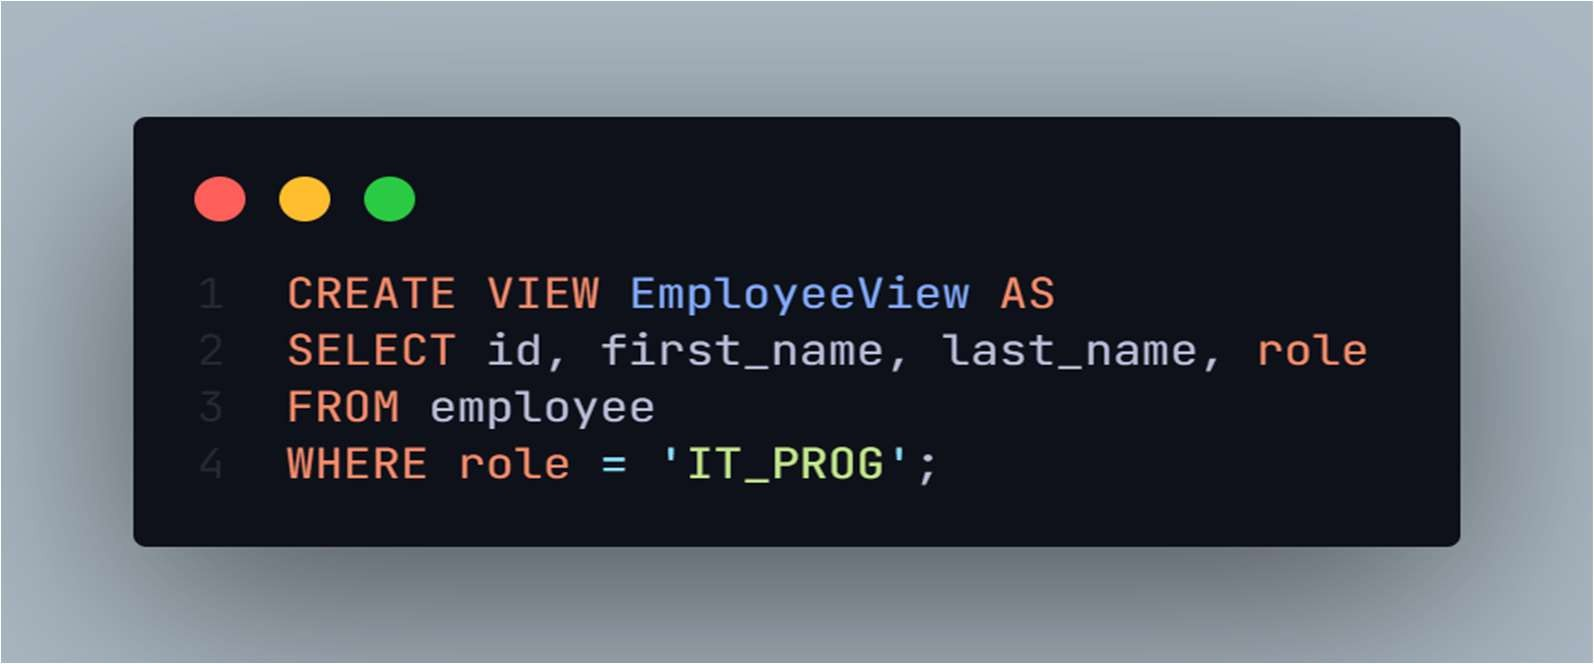 1 CREATE VIEW EmployeeView AS
2 SELECT id, first_name, last_name, role
3 FROM employee
4 WHERE role = 'IT_PROG';